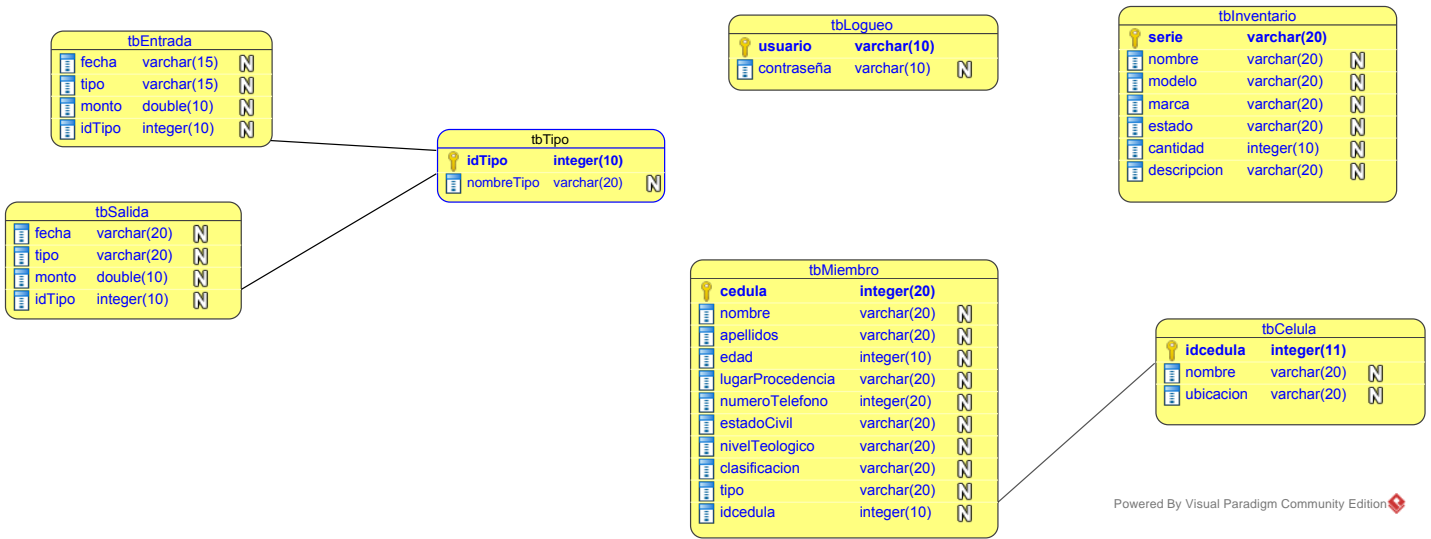 tbEntrada
fecha varchar(15) N
tipo varchar(15) N
monto double(10) N
idTipo integer(10) N
tbSalida
fecha varchar(20) N
tipo varchar(20) N
monto double(10) N
idTipo integer(10) N
tbTipo
idTipo integer(10)
nombreTipo varchar(20) N
tbLogueo
usuario varchar(10)
contraseña varchar(10) N
tbInventario
serie varchar(20)
nombre varchar(20) N
modelo varchar(20) N
marca varchar(20) N
estado varchar(20) N
cantidad integer(10) N
descripcion varchar(20) N
tbMiembro
cedula integer(20)
nombre varchar(20) N
apellidos varchar(20) N
edad integer(10) N
lugarProcedencia varchar(20) N
numeroTelefono integer(20) N
estadoCivil varchar(20) N
nivelTeologico varchar(20) N
clasificacion varchar(20) N
tipo varchar(20) N
idcedula integer(10) N
tbCelula
idcedula integer(11)
nombre varchar(20) N
ubicacion varchar(20) N
Powered By Visual Paradigm Community Edition